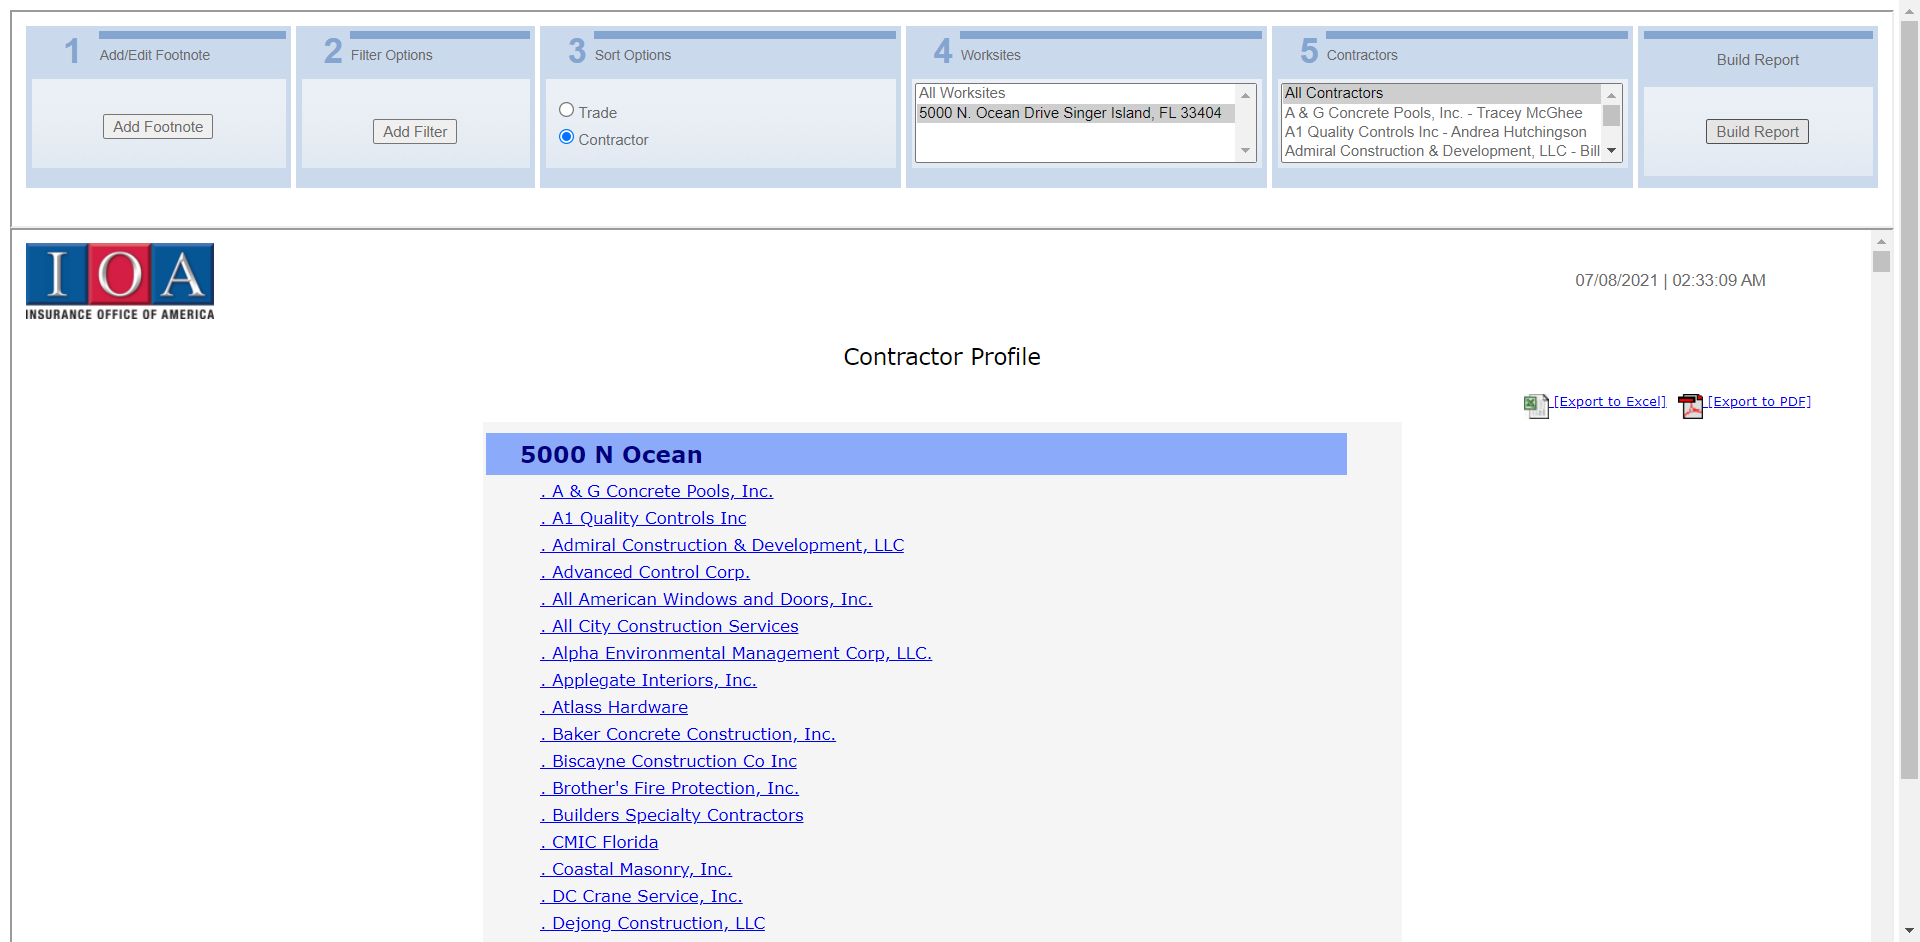 1 Add/Edit Footnote
Add Footnote
2 Filter Options
Add Filter
3 Sort Options
Trade
Contractor
4 Worksites
All Worksites
5000 N. Ocean Drive Singer Island, FL 33404
5 Contractors
All Contractors
A & G Concrete Pools, Inc. - Tracey McGhee
A1 Quality Controls Inc - Andrea Hutchingson
Admiral Construction & Development, LLC - Bill
Build Report
Build Report
IOA
INSURANCE OFFICE OF AMERICA
07/08/2021 | 02:33:09 AM
Contractor Profile
[Export to Excel] [Export to PDF]
5000 N Ocean
. A & G Concrete Pools, Inc.
. A1 Quality Controls Inc
. Admiral Construction & Development, LLC
. Advanced Control Corp.
. All American Windows and Doors, Inc.
. All City Construction Services
. Alpha Environmental Management Corp, LLC.
. Applegate Interiors, Inc.
. Atlass Hardware
. Baker Concrete Construction, Inc.
. Biscayne Construction Co Inc
. Brother's Fire Protection, Inc.
. Builders Specialty Contractors
. CMIC Florida
. Coastal Masonry, Inc.
. DC Crane Service, Inc.
. Dejong Construction, LLC